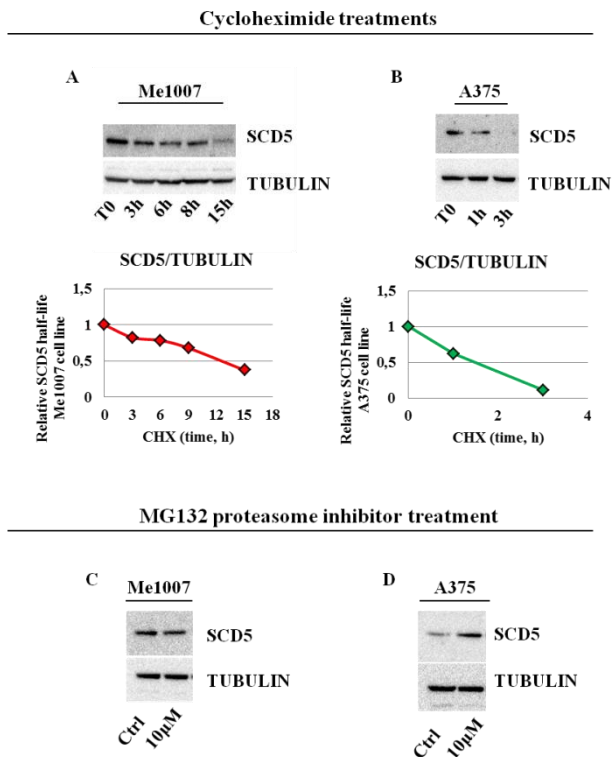 Cycloheximide treatments
A
Me1007
SCD5
TUBULIN
T0 3h 6h 8h 15h
SCD5/TUBULIN
Relative SCD5 half-life
Me1007 cell line
1,5
1
0,5
0
0 3 6 9 12 15 18
CHX (time, h)
B
A375
SCD5
TUBULIN
T0 1h 3h
SCD5/TUBULIN
Relative SCD5 half-life
A375 cell line
1,5
1
0,5
0
0 2 4
CHX (time, h)
MG132 proteasome inhibitor treatment
C
Me1007
SCD5
TUBULIN
Ctrl 10µM
D
A375
SCD5
TUBULIN
Ctrl 10µM